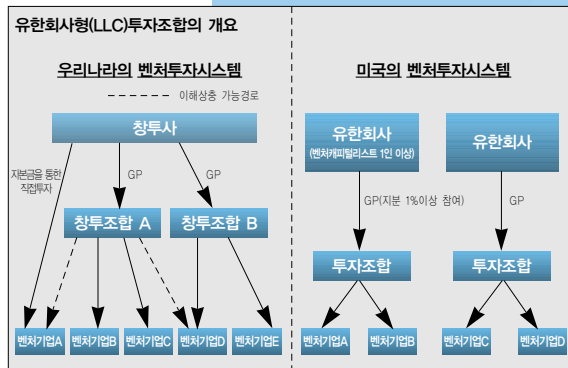 유한회사형(LLC)투자조합의 개요
우리나라의 벤처투자시스템
이해상충 가능경로
창투사
자본금을 통한
직접투자
GP
GP
창투조합 A
창투조합 B
벤처기업A
벤처기업B
벤처기업C
벤처기업D
벤처기업E
미국의 벤처투자시스템
유한회사
(벤처캐피털리스트 1인 이상)
유한회사
GP(지분 1%이상 참여)
GP
투자조합
투자조합
벤처기업A
벤처기업B
벤처기업C
벤처기업D